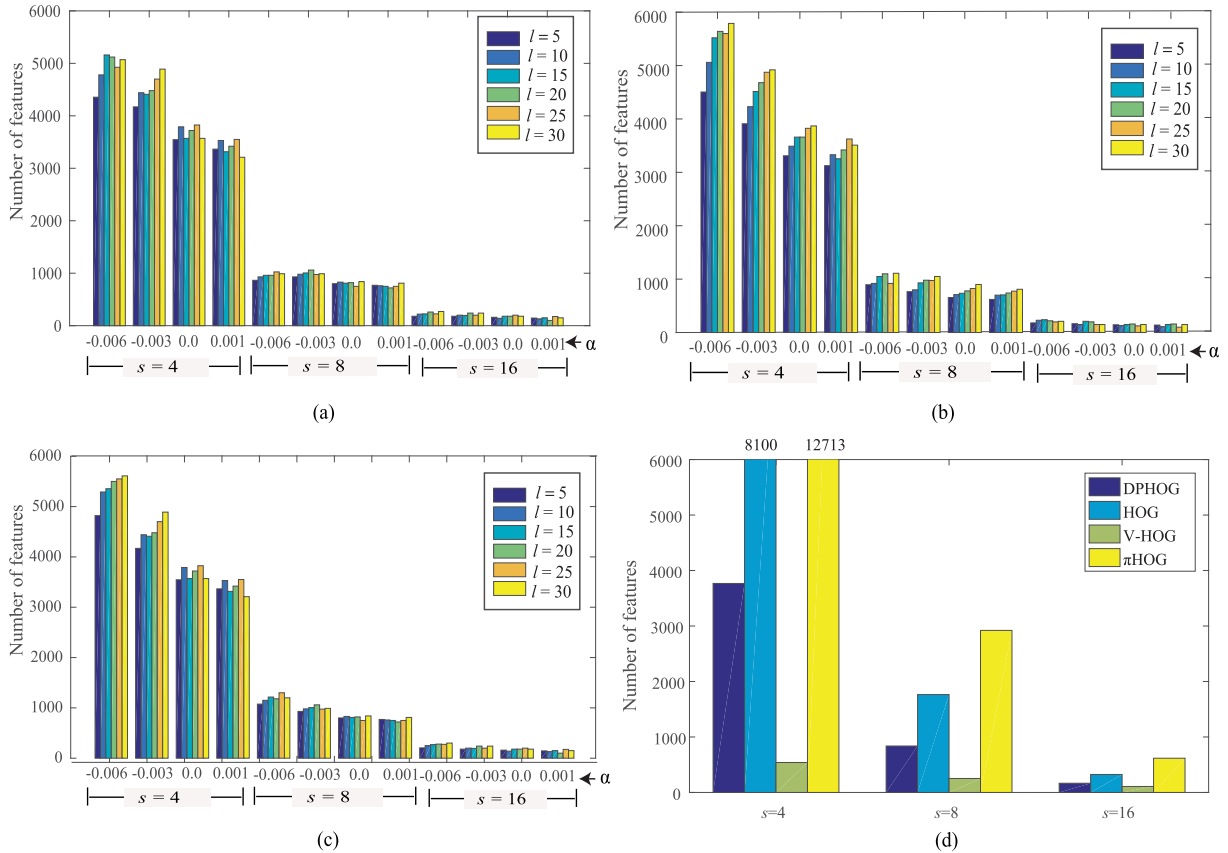 Number of features
6000
5000
4000
3000
2000
1000
0
l = 5
l = 10
l = 15
l = 20
l = 25
l = 30
-0.006 -0.003 0.0 0.001 -0.006 -0.003 0.0 0.001 -0.006 -0.003 0.0 0.001 α
s = 4 s = 8 s = 16
(a)
Number of features
6000
5000
4000
3000
2000
1000
0
l = 5
l = 10
l = 15
l = 20
l = 25
l = 30
-0.006 -0.003 0.0 0.001 -0.006 -0.003 0.0 0.001 -0.006 -0.003 0.0 0.001 α
s = 4 s = 8 s = 16
(b)
Number of features
6000
5000
4000
3000
2000
1000
0
l = 5
l = 10
l = 15
l = 20
l = 25
l = 30
-0.006 -0.003 0.0 0.001 -0.006 -0.003 0.0 0.001 -0.006 -0.003 0.0 0.001 α
s = 4 s = 8 s = 16
(c)
8100 12713
Number of features
6000
5000
4000
3000
2000
1000
0
DPHOG
HOG
V-HOG
πHOG
s=4 s=8 s=16
(d)